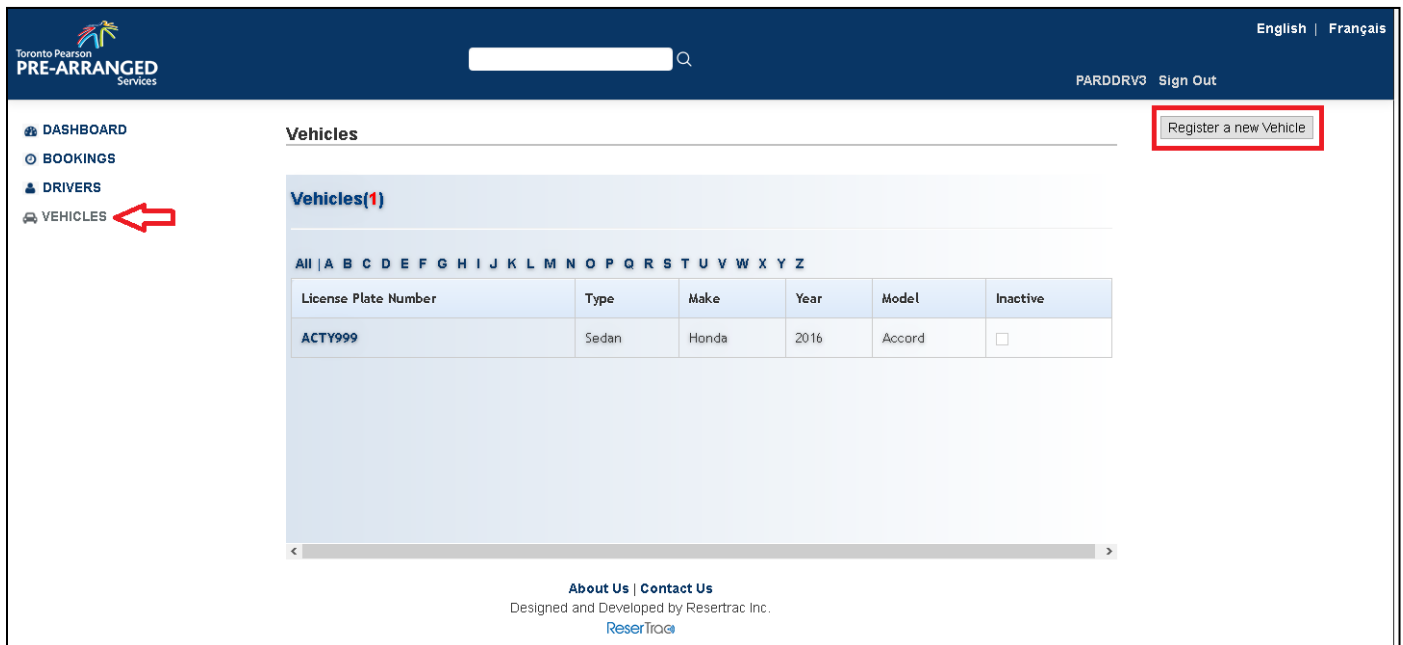 English | Français
Toronto Pearson
PRE-ARRANGED
Services
PARDDRV3 Sign Out
DASHBOARD
BOOKINGS
DRIVERS
VEHICLES
Vehicles
Register a new Vehicle
Vehicles(1)
All | A B C D E F G H I J K L M N O P Q R S T U V W X Y Z
License Plate Number Type Make Year Model Inactive
ACTY999 Sedan Honda 2016 Accord
About Us | Contact Us
Designed and Developed by Resertrac Inc.
ReserTrac